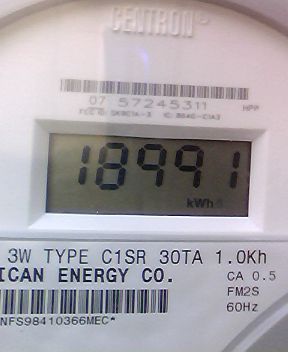 CENTRON
07 57245311 HPP
18991
kWh
3W TYPE C1SR 30TA 1.0Kh
ICAN ENERGY CO. CA 0.5
FM2S
60Hz
NFS98410366MEC*